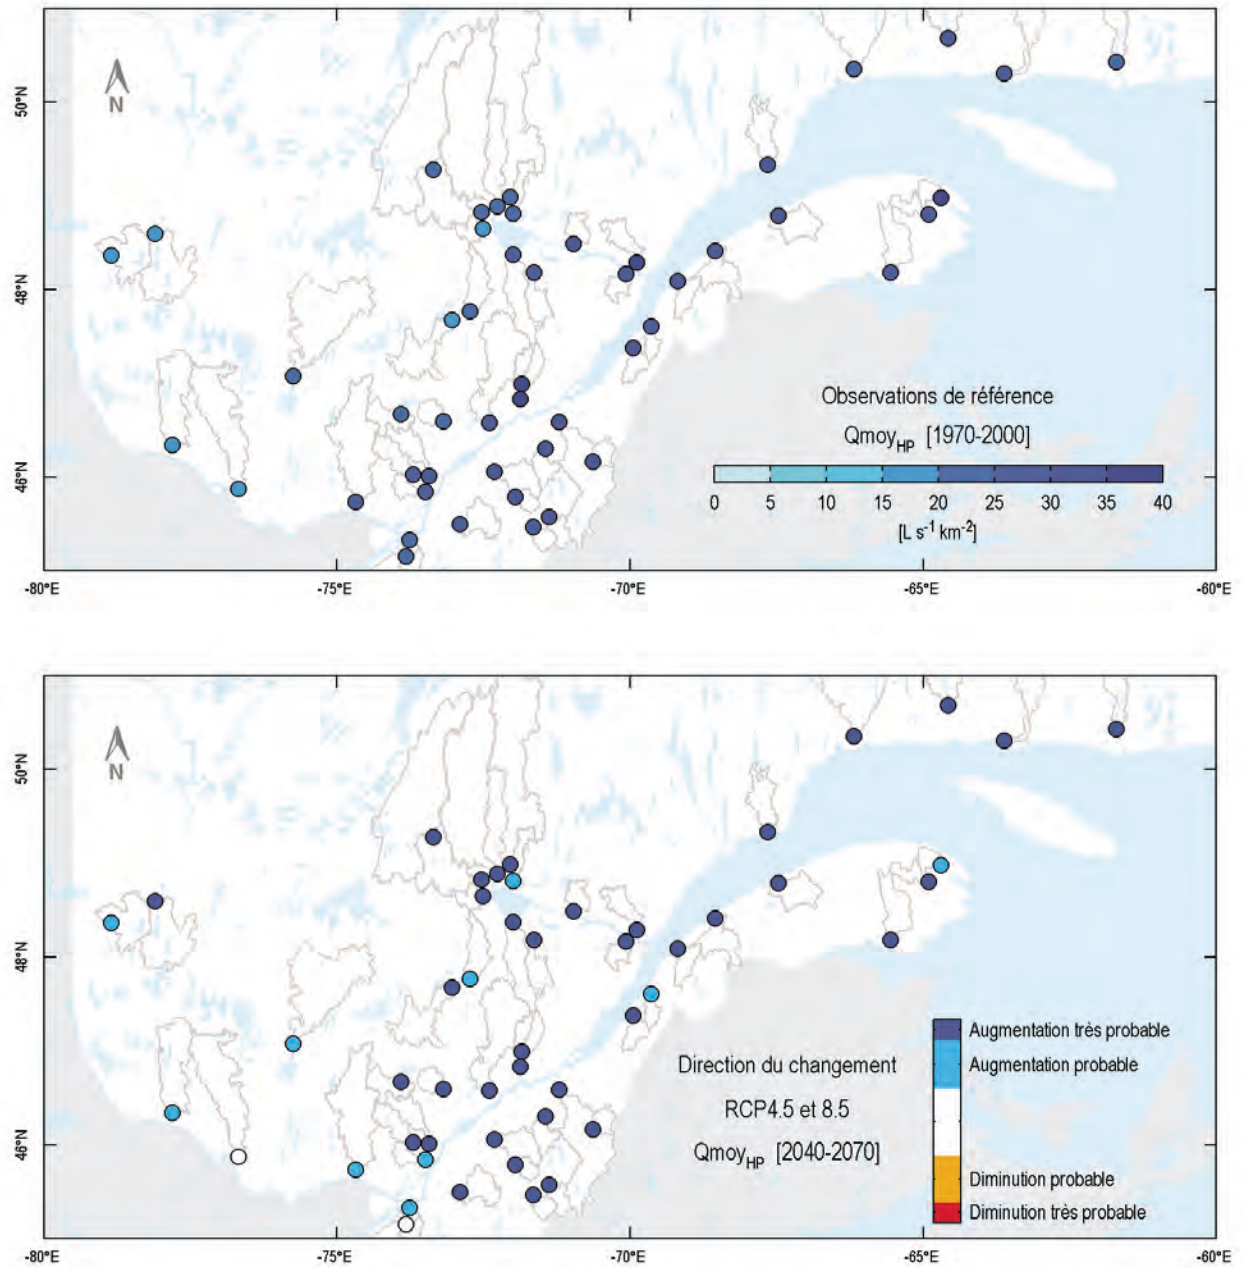 50°N
48°N
46°N
N
Observations de référence
QmoyHP [1970-2000]
0 5 10 15 20 25 30 35 40
[L s-1 km-2]
-80°E -75°E -70°E -65°E -60°E
50°N
48°N
46°N
N
Direction du changement
RCP4.5 et 8.5
QmoyHP [2040-2070]
Augmentation très probable
Augmentation probable
Diminution probable
Diminution très probable
-80°E -75°E -70°E -65°E -60°E